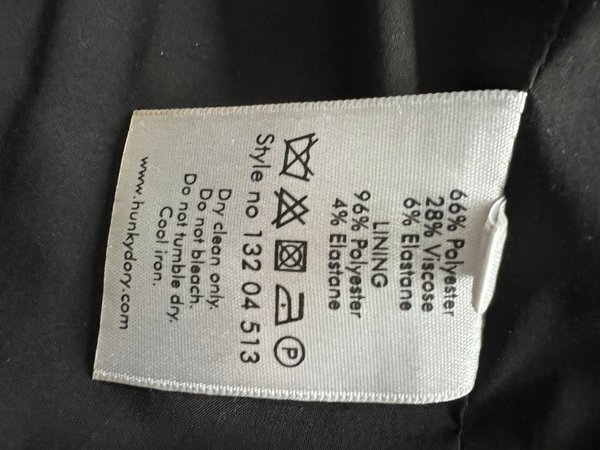 66% Polyester
28% Viscose
6% Elastane
LINING
96% Polyester
4% Elastane
P
Style no 132 04 513
Dry clean only.
Do not bleach.
Do not tumble dry.
Cool iron.
www.hunkydory.com